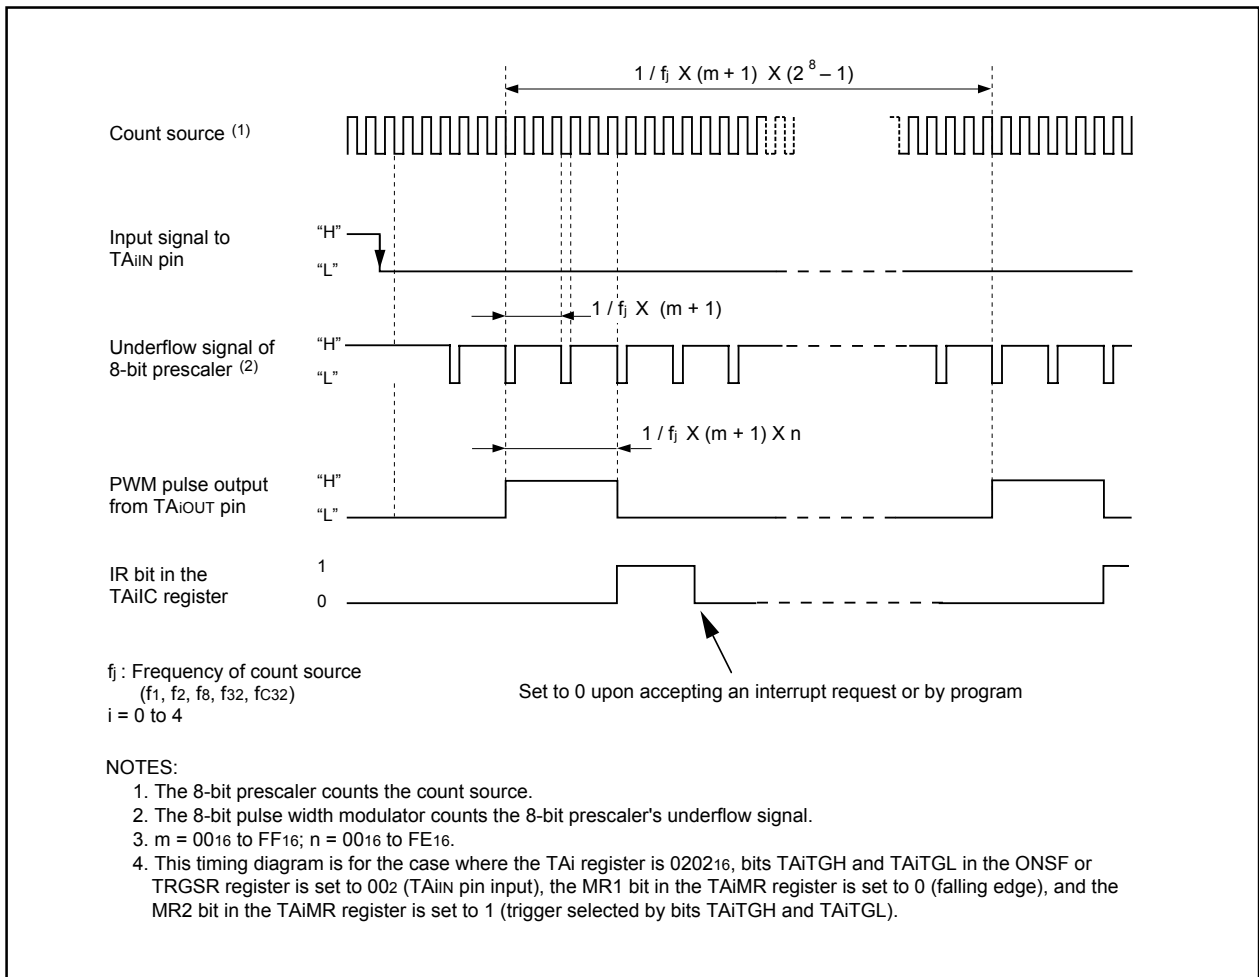 1 / fj X (m + 1) X (2⁸ – 1)
Count source (1)
Input signal to
TAiIN pin
“H”
“L”
1 / fj X (m + 1)
Underflow signal of
8-bit prescaler (2)
“H”
“L”
1 / fj X (m + 1) X n
PWM pulse output
from TAiOUT pin
“H”
“L”
IR bit in the
TAiIC register
1
0
fj : Frequency of count source
(f1, f2, f8, f32, fC32)
i = 0 to 4
Set to 0 upon accepting an interrupt request or by program
NOTES:
1. The 8-bit prescaler counts the count source.
2. The 8-bit pulse width modulator counts the 8-bit prescaler's underflow signal.
3. m = 0016 to FF16; n = 0016 to FE16.
4. This timing diagram is for the case where the TAi register is 020216, bits TAiTGH and TAiTGL in the ONSF or
TRGSR register is set to 002 (TAiIN pin input), the MR1 bit in the TAiMR register is set to 0 (falling edge), and the
MR2 bit in the TAiMR register is set to 1 (trigger selected by bits TAiTGH and TAiTGL).